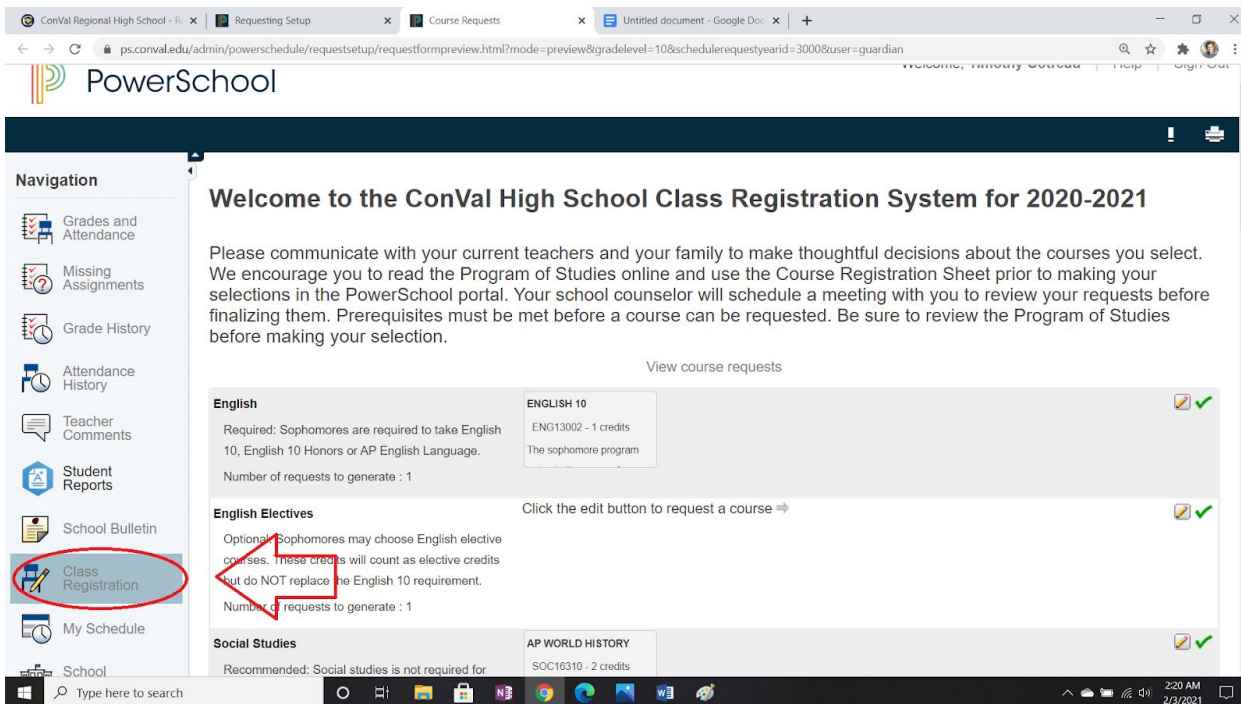 ConVal Regional High School - R
Requesting Setup
Course Requests
Untitled document - Google Doc
ps.conval.edu/admin/powerschedule/requestsetup/requestformpreview.html?mode=preview&gradelevel=10&schedulerequestyearid=3000&user=guardian
PowerSchool
Welcome, Timothy | Help | Sign Out
Navigation
Grades and
Attendance
Missing
Assignments
Grade History
Attendance
History
Teacher
Comments
Student
Reports
School Bulletin
Class
Registration
My Schedule
School
Welcome to the ConVal High School Class Registration System for 2020-2021
Please communicate with your current teachers and your family to make thoughtful decisions about the courses you select.
We encourage you to read the Program of Studies online and use the Course Registration Sheet prior to making your
selections in the PowerSchool portal. Your school counselor will schedule a meeting with you to review your requests before
finalizing them. Prerequisites must be met before a course can be requested. Be sure to review the Program of Studies
before making your selection.
View course requests
English
Required: Sophomores are required to take English
10, English 10 Honors or AP English Language.
Number of requests to generate : 1
ENGLISH 10
ENG13002 - 1 credits
The sophomore program
English Electives
Optional: Sophomores may choose English elective
courses. These credits will count as elective credits
but do NOT replace the English 10 requirement.
Number of requests to generate : 1
Click the edit button to request a course
Social Studies
Recommended: Social studies is not required for
AP WORLD HISTORY
SOC16310 - 2 credits
Type here to search
2:20 AM
2/3/2021